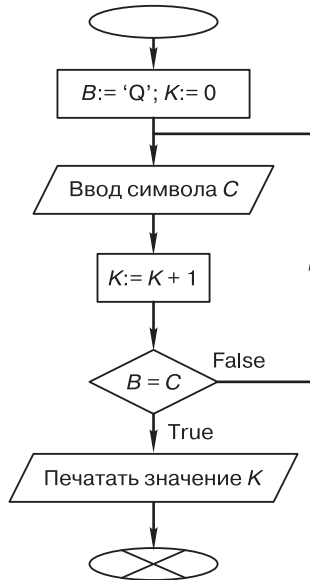 B:= ‘Q’; K:= 0
Ввод символа C
K:= K + 1
B = C
False
True
Печатать значение K